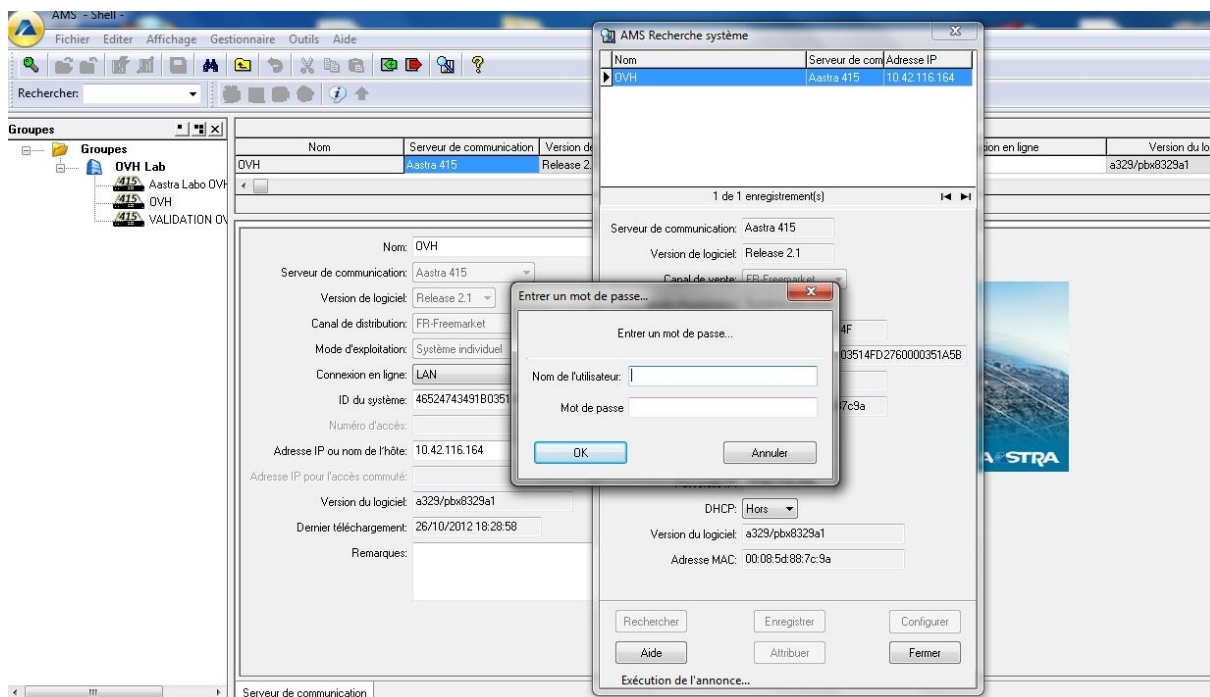 AMS - Shell -
Fichier Editer Affichage Gestionnaire Outils Aide
Rechercher:
Groupes
Groupes
OVH Lab
415 Aastra Labo OVH
415 OVH
415 VALIDATION OV
Nom Serveur de communication Version de
OVH Aastra 415 Release 2.
ion en ligne Version du lo
a329/pbx8329a1
Nom: OVH
Serveur de communication: Aastra 415
Version de logiciel: Release 2.1
Canal de distribution: FR-Freemarket
Mode d'exploitation: Système individuel
Connexion en ligne: LAN
ID du système: 46524743491B0351
Numéro d'accès:
Adresse IP ou nom de l'hôte: 10.42.116.164
Adresse IP pour l'accès commuté:
Version du logiciel: a329/pbx8329a1
Dernier téléchargement: 26/10/2012 18:28:58
Remarques:
Serveur de communication
AMS Recherche système
Nom Serveur de com Adresse IP
OVH Aastra 415 10.42.116.164
1 de 1 enregistrement(s)
Serveur de communication: Aastra 415
Version de logiciel: Release 2.1
Canal de vente: FR-Freemarket
4F
03514FD2760000351A5B
7c9a
DHCP: Hors
Version du logiciel: a329/pbx8329a1
Adresse MAC: 00:08:5d:88:7c:9a
Rechercher Enregistrer Configurer
Aide Attribuer Fermer
Exécution de l'annonce...
Entrer un mot de passe...
Entrer un mot de passe...
Nom de l'utilisateur:
Mot de passe
OK Annuler
A STRA